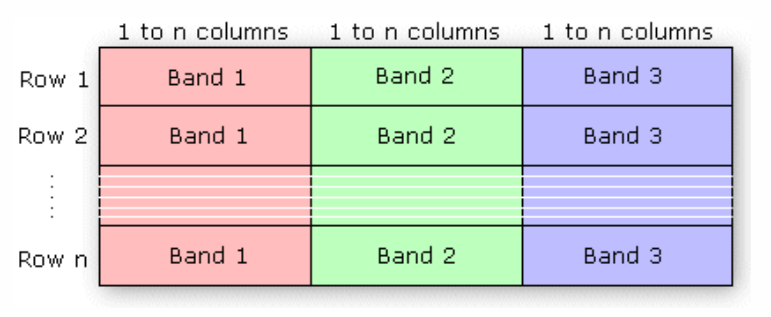 1 to n columns 1 to n columns 1 to n columns
Row 1 Band 1 Band 2 Band 3
Row 2 Band 1 Band 2 Band 3
Row n Band 1 Band 2 Band 3